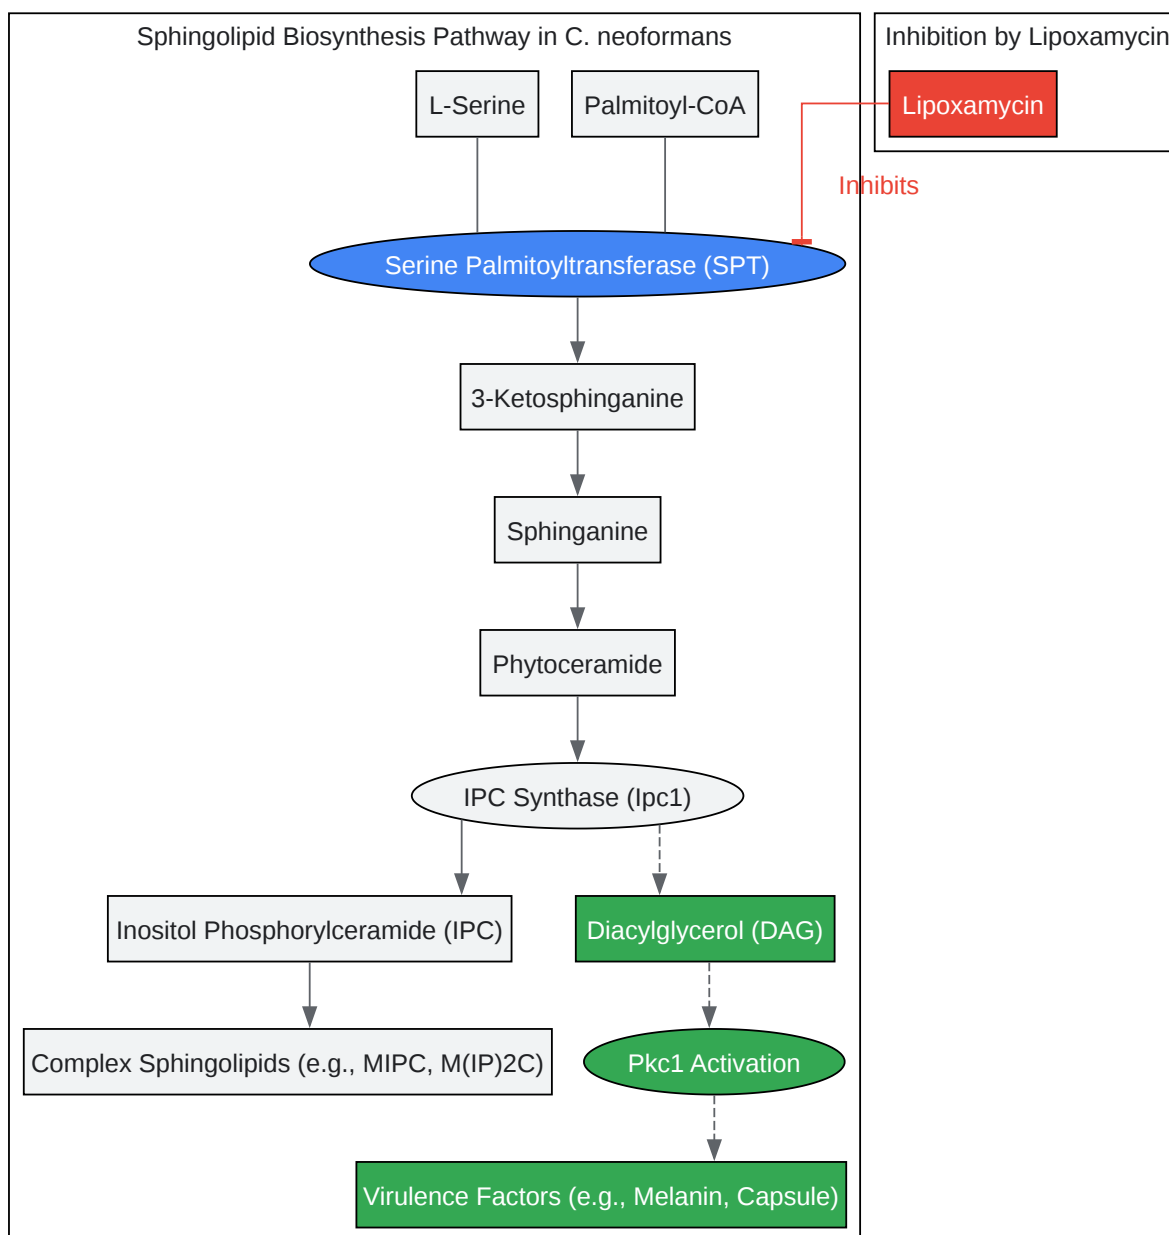 Sphingolipid Biosynthesis Pathway in C. neoformans
Inhibition by Lipoxamycin
L-Serine
Palmitoyl-CoA
Lipoxamycin
Inhibits
Serine Palmitoyltransferase (SPT)
3-Ketosphinganine
Sphinganine
Phytoceramide
IPC Synthase (Ipc1)
Inositol Phosphorylceramide (IPC)
Diacylglycerol (DAG)
Complex Sphingolipids (e.g., MIPC, M(IP)2C)
Pkc1 Activation
Virulence Factors (e.g., Melanin, Capsule)